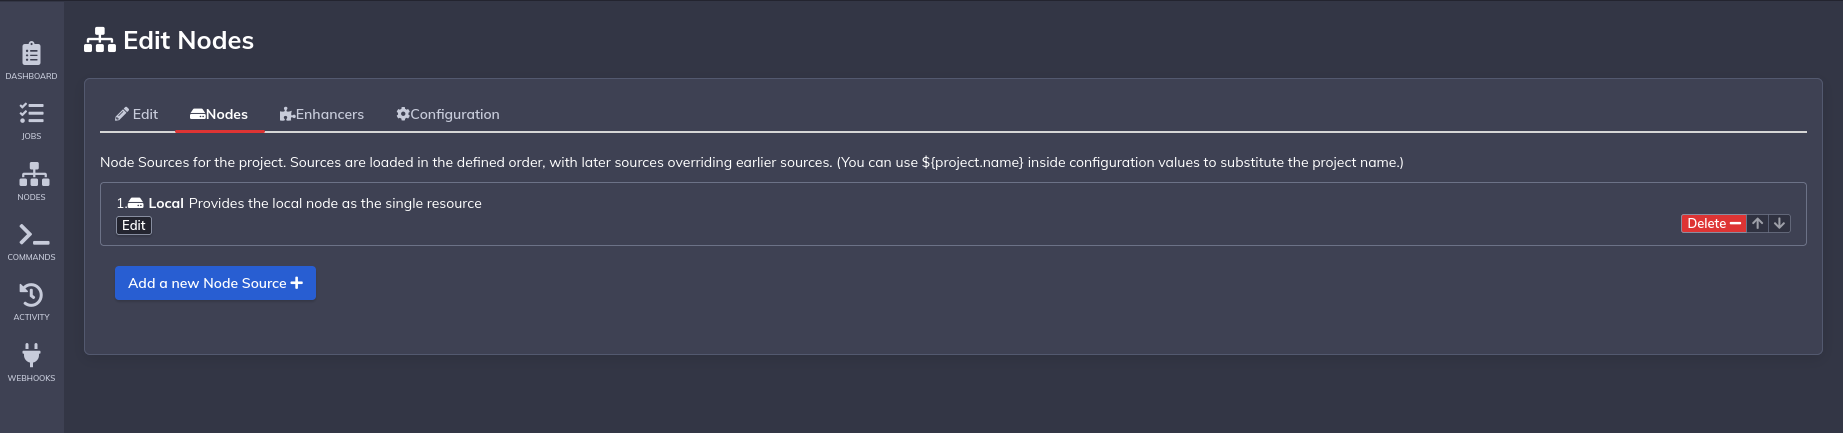 Edit Nodes
DASHBOARD
JOBS
NODES
COMMANDS
ACTIVITY
WEBHOOKS
Edit Nodes Enhancers Configuration
Node Sources for the project. Sources are loaded in the defined order, with later sources overriding earlier sources. (You can use ${project.name} inside configuration values to substitute the project name.)
1. Local Provides the local node as the single resource
Edit Delete
Add a new Node Source